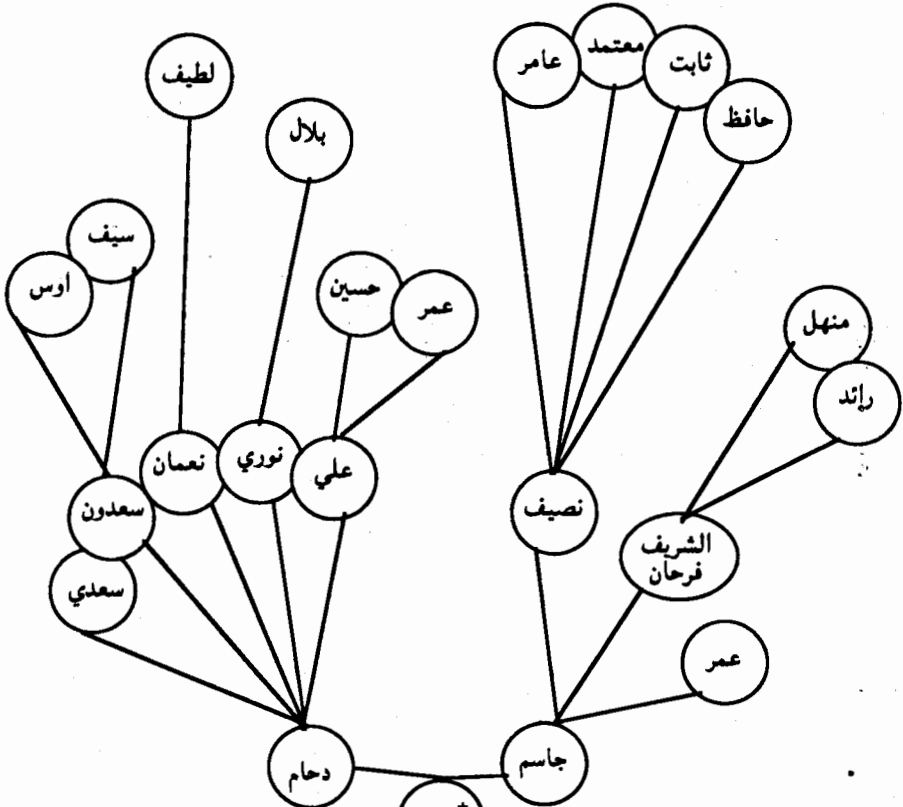 معتمد
عامر
ثابت
لطيف
حافظ
بلال
سيف
اوس
حسين
عمر
منهل
رائد
نعمان
نوري
علي
سعدون
نصيف
الشريف
فرحان
سعدي
عمر
دحام
جاسم